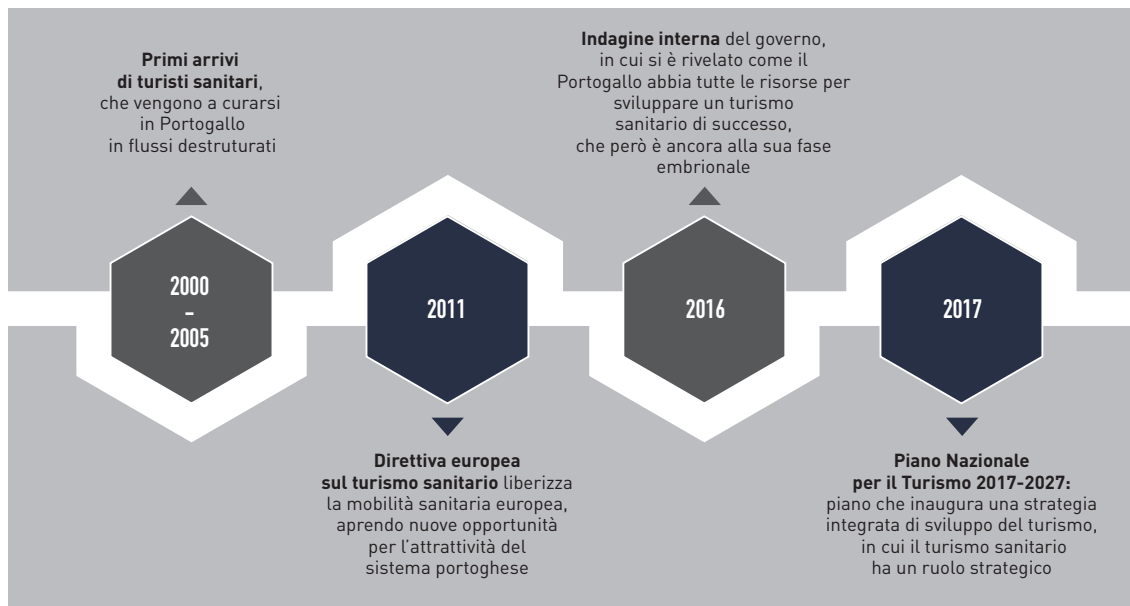 Primi arrivi
di turisti sanitari,
che vengono a curarsi
in Portogallo
in flussi destruturati
2000
–
2005
2011
Direttiva europea
sul turismo sanitario liberizza
la mobilità sanitaria europea,
aprendo nuove opportunità
per l'attrattività del
sistema portoghese
Indagine interna del governo,
in cui si è rivelato come il
Portogallo abbia tutte le risorse per
sviluppare un turismo
sanitario di successo,
che però è ancora alla sua fase
embrionale
2016
2017
Piano Nazionale
per il Turismo 2017-2027:
piano che inaugura una strategia
integrata di sviluppo del turismo,
in cui il turismo sanitario
ha un ruolo strategico